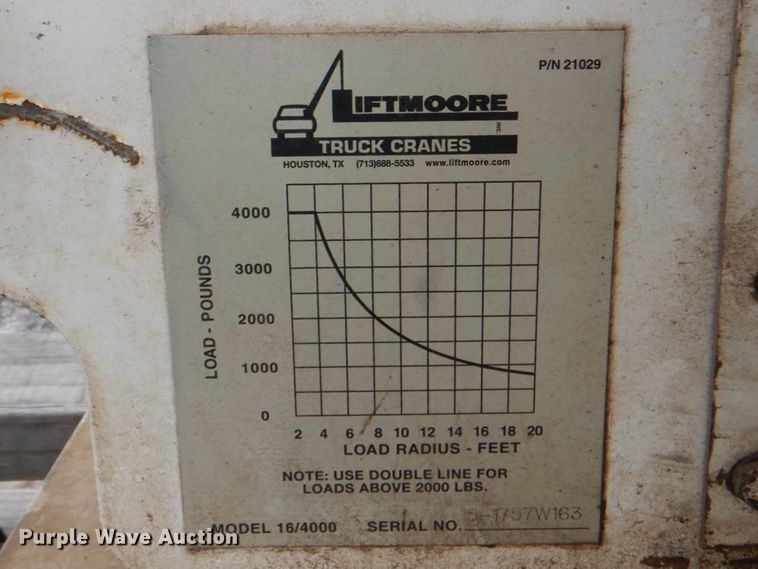 P/N 21029
LIFTMOORE INC.
TRUCK CRANES
HOUSTON, TX (713)688-5533 www.liftmoore.com
4000
3000
2000
1000
0
LOAD - POUNDS
2 4 6 8 10 12 14 16 18 20
LOAD RADIUS - FEET
NOTE: USE DOUBLE LINE FOR
LOADS ABOVE 2000 LBS.
MODEL 16/4000 SERIAL NO.
Purple Wave Auction